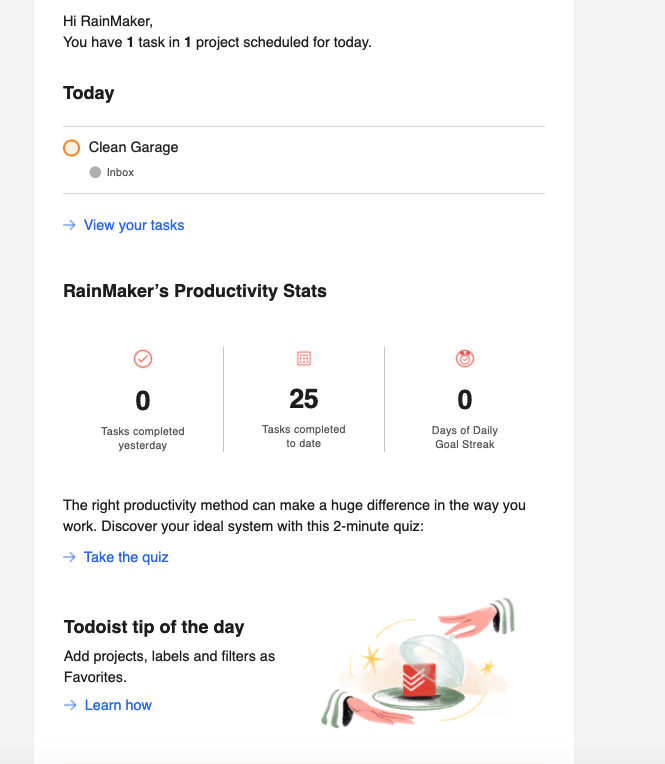 Hi RainMaker,
You have 1 task in 1 project scheduled for today.
Today
Clean Garage
Inbox
View your tasks
RainMaker’s Productivity Stats
0
Tasks completed
yesterday
25
Tasks completed
to date
0
Days of Daily
Goal Streak
The right productivity method can make a huge difference in the way you
work. Discover your ideal system with this 2-minute quiz:
Take the quiz
Todoist tip of the day
Add projects, labels and filters as
Favorites.
Learn how